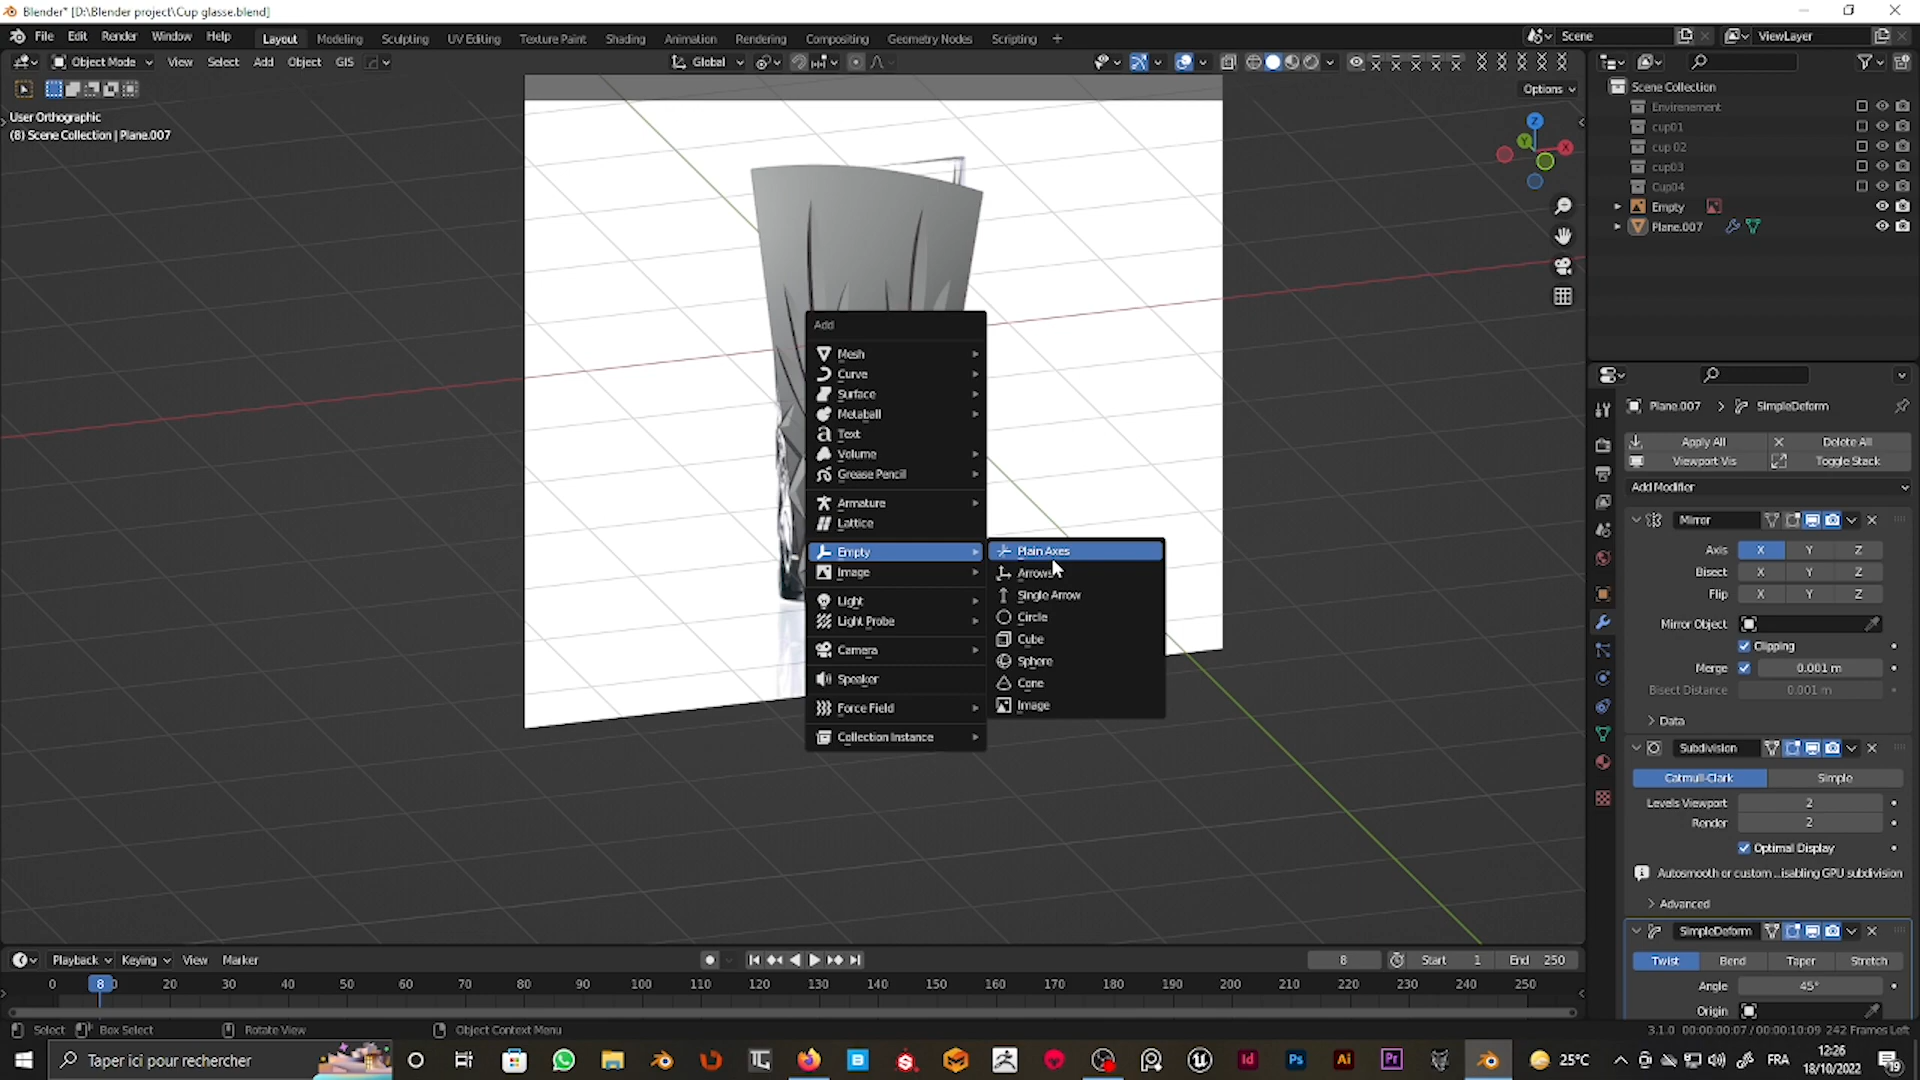 Blender* [D:\Blender project\Cup glasse.blend]
File Edit Render Window Help Layout Modeling Sculpting UV Editing Texture Paint Shading Animation Rendering Compositing Geometry Nodes Scripting + Scene ViewLayer
Object Mode View Select Add Object GIS Global
Options
User Orthographic
(8) Scene Collection | Plane.007
Z
Y
X
Scene Collection
Envirenement
cup01
cup 02
cup03
Cup04
Empty
Plane.007
Add
Mesh
Curve
Surface
Metaball
Text
Volume
Grease Pencil
Armature
Lattice
Empty
Image
Light
Light Probe
Camera
Speaker
Force Field
Collection Instance
Plain Axes
Arrows
Single Arrow
Circle
Cube
Sphere
Cone
Image
Plane.007 > SimpleDeform
Apply All Delete All
Viewport Vis Toggle Stack
Add Modifier
Mirror
Axis X Y Z
Bisect X Y Z
Flip X Y Z
Mirror Object
Clipping
Merge 0.001 m
Bisect Distance 0.001 m
Data
Subdivision
Catmull-Clark Simple
Levels Viewport 2
Render 2
Optimal Display
Autosmooth or custom ...isabling GPU subdivision
Advanced
SimpleDeform
Twist Bend Taper Stretch
Angle 45°
Origin
Playback Keying View Marker 8 Start 1 End 250
0 8 20 30 40 50 60 70 80 90 100 110 120 130 140 150 160 170 180 190 200 210 220 230 240 250
Select Box Select Rotate View Object Context Menu 3.1.0 00:00:00:07 / 00:00:10:09 242 Frames Left
Taper ici pour rechercher
Id Ps Ai Pr
25°C FRA 12:26
18/10/2022
19